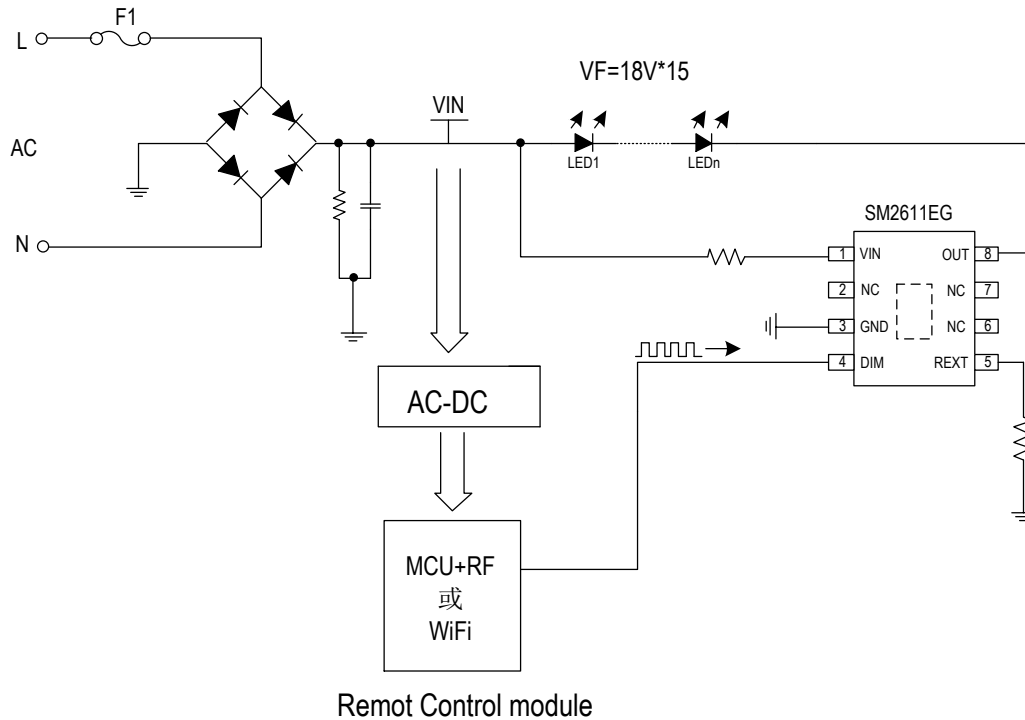 F1
L
VF=18V*15
VIN
AC
LED1
LEDn
SM2611EG
N
1 VIN OUT 8
2 NC NC 7
3 GND NC 6
4 DIM REXT 5
AC-DC
MCU+RF
或
WiFi
Remot Control module